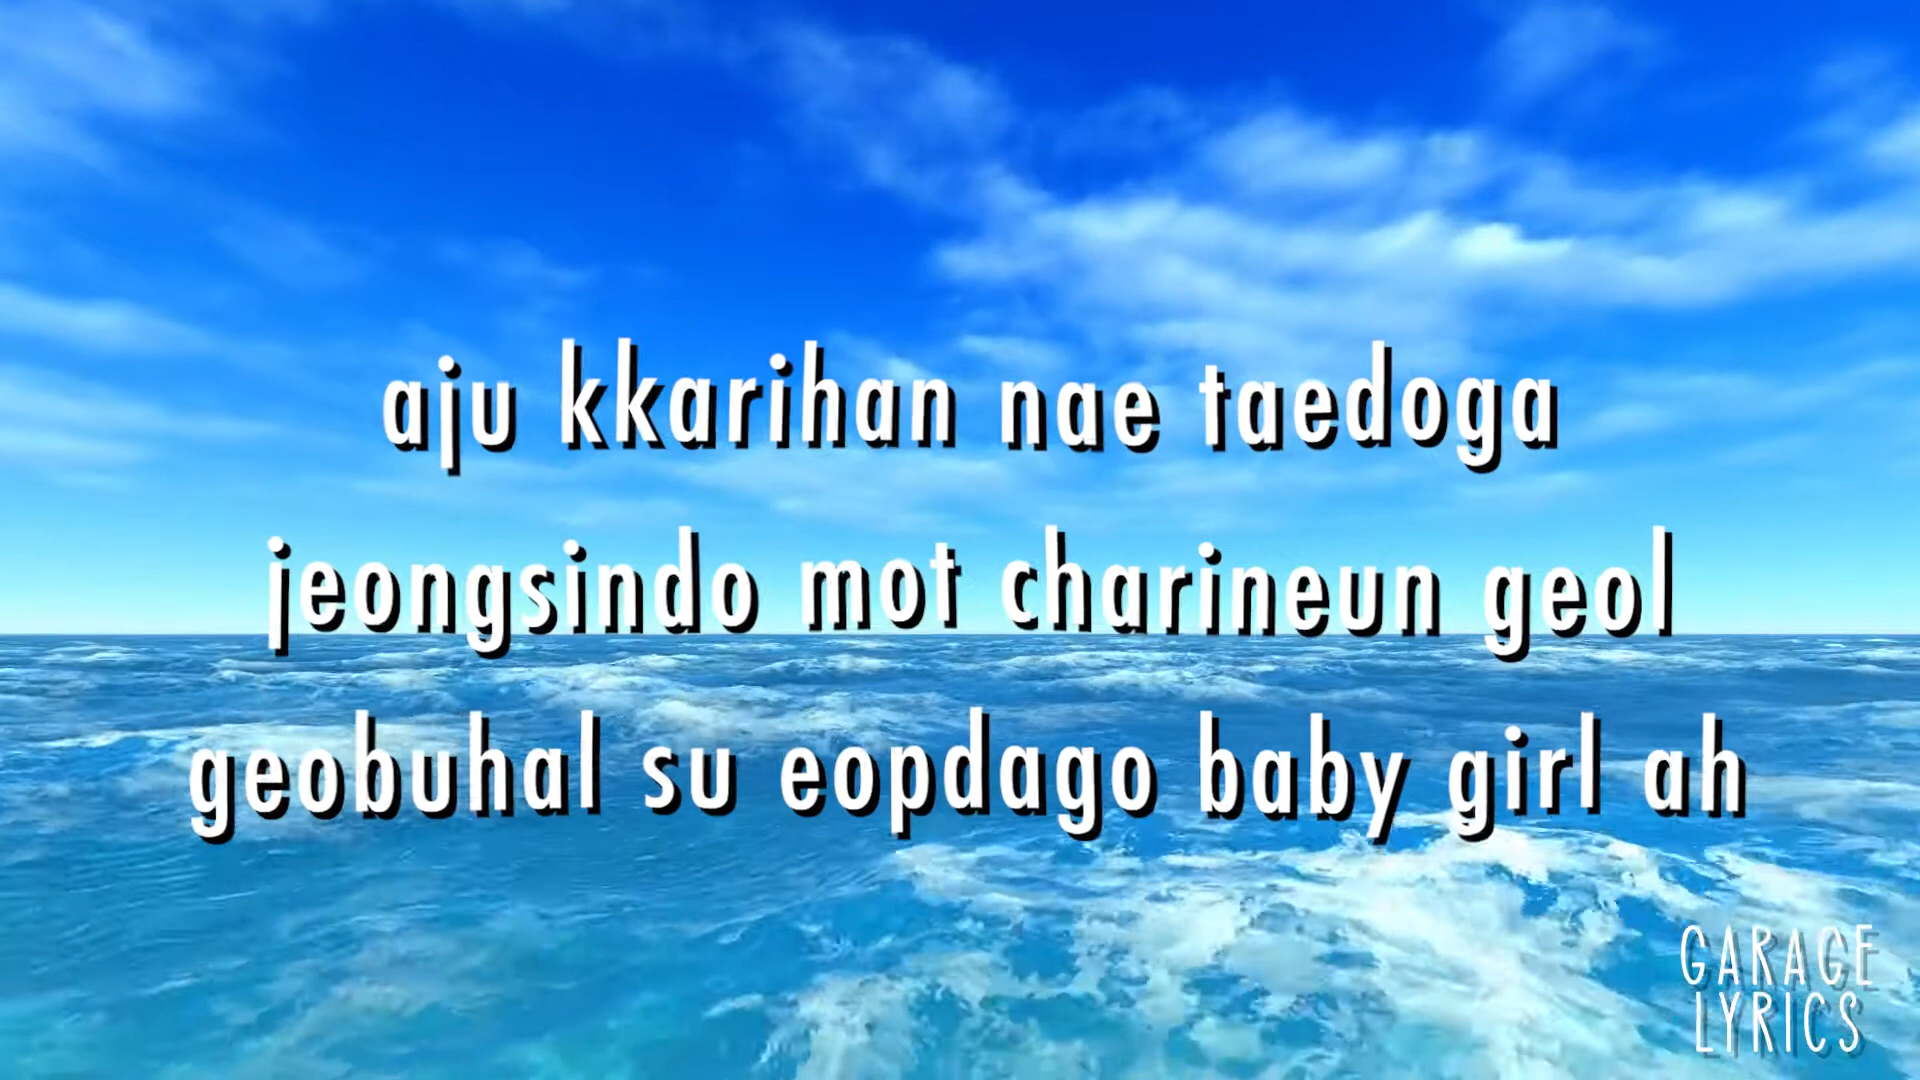 aju kkarihan nae taedoga
jeongsindo mot charineun geol
geobuhal su eopdago baby girl ah
GARAGE
LYRICS